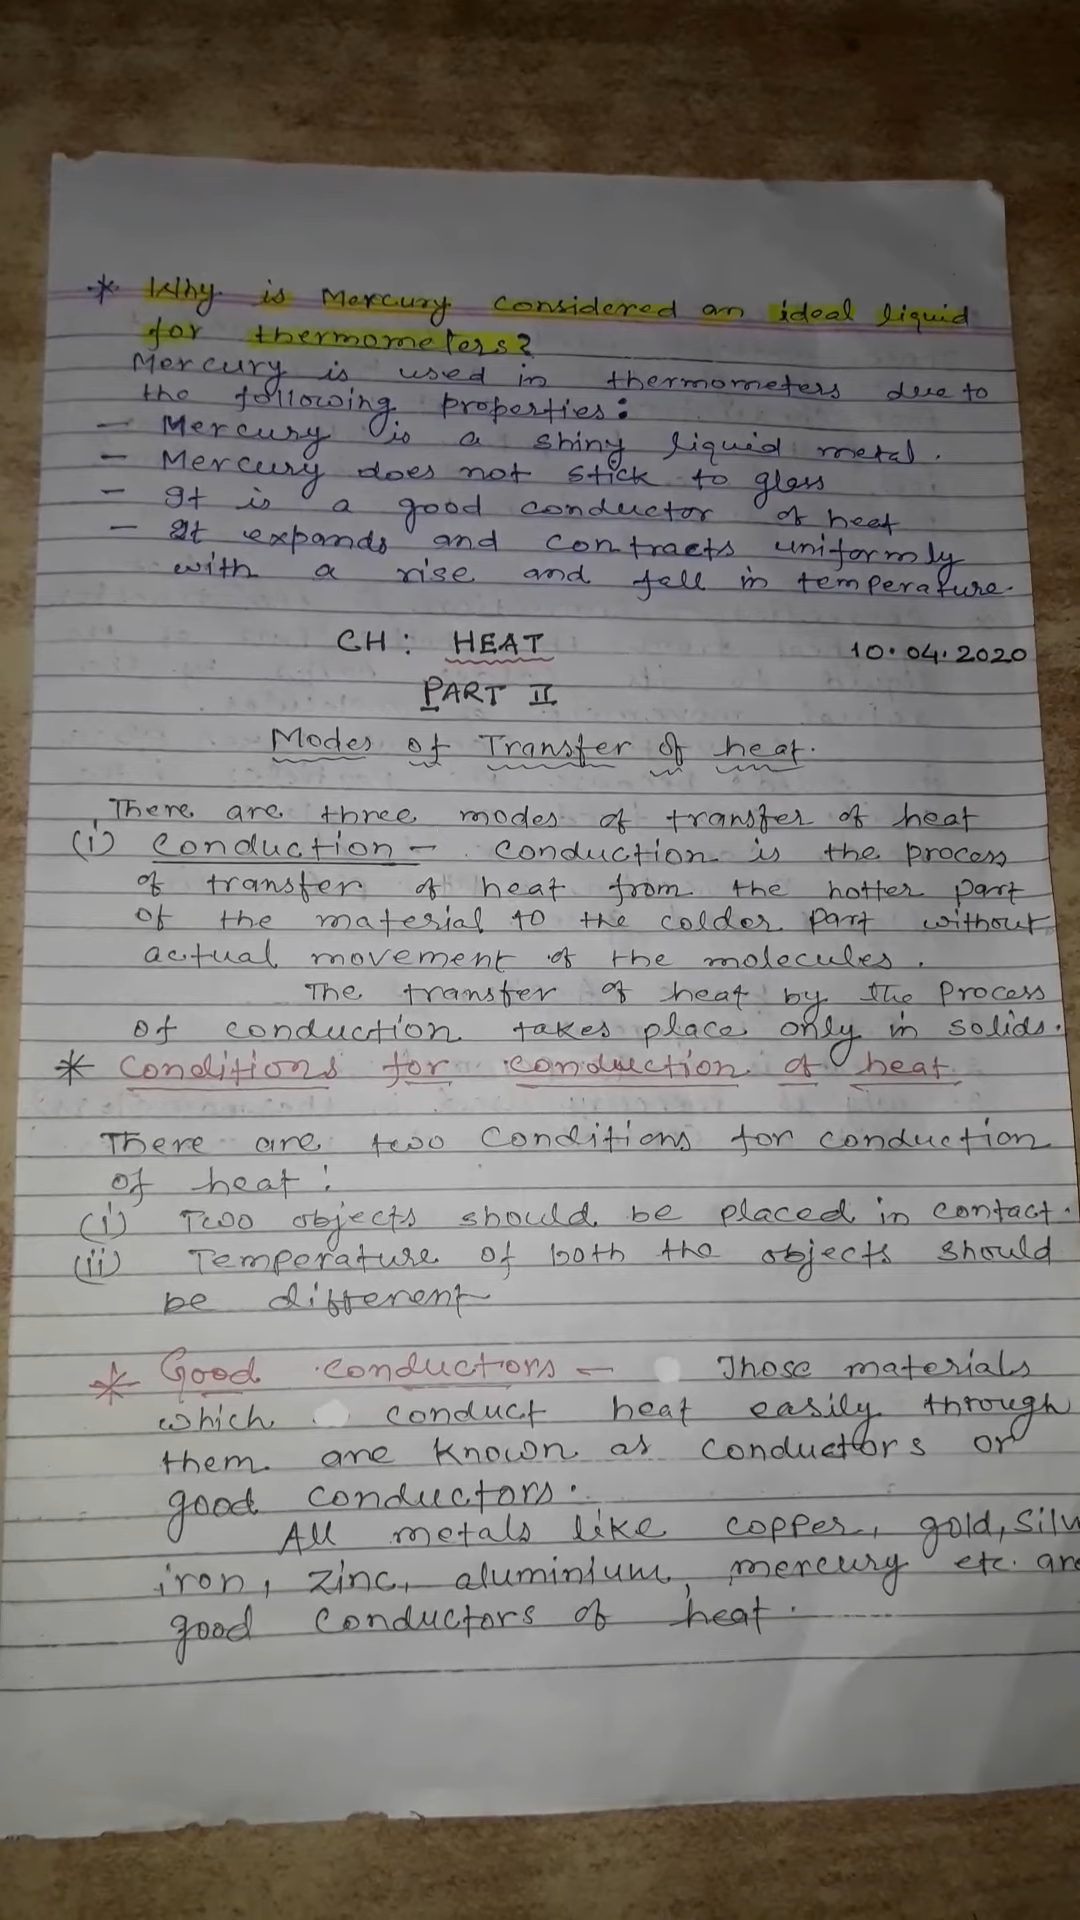 * Why is Mercury considered an ideal liquid
for thermometers?
Mercury is used in thermometers due to
the following properties:
- Mercury is a shiny liquid metal.
- Mercury does not stick to glass
- It is a good conductor of heat
- It expands and contracts uniformly
with a rise and fall in temperature.
CH: HEAT 10.04.2020
PART II
Modes of Transfer of heat.
There are three modes of transfer of heat
(i) Conduction - conduction is the process
of transfer of heat from the hotter part
of the material to the colder part without
actual movement of the molecules.
The transfer of heat by the process
of conduction takes place only in solids.
* Conditions for conduction of heat
There are two conditions for conduction
of heat:
(i) Two objects should be placed in contact.
(ii) Temperature of both the objects should
be different
* Good conductors - Those materials
which conduct heat easily through
them are known as conductors or
good conductors.
All metals like copper, gold, Silv
iron, zinc, aluminium, mercury etc. are
good conductors of heat.